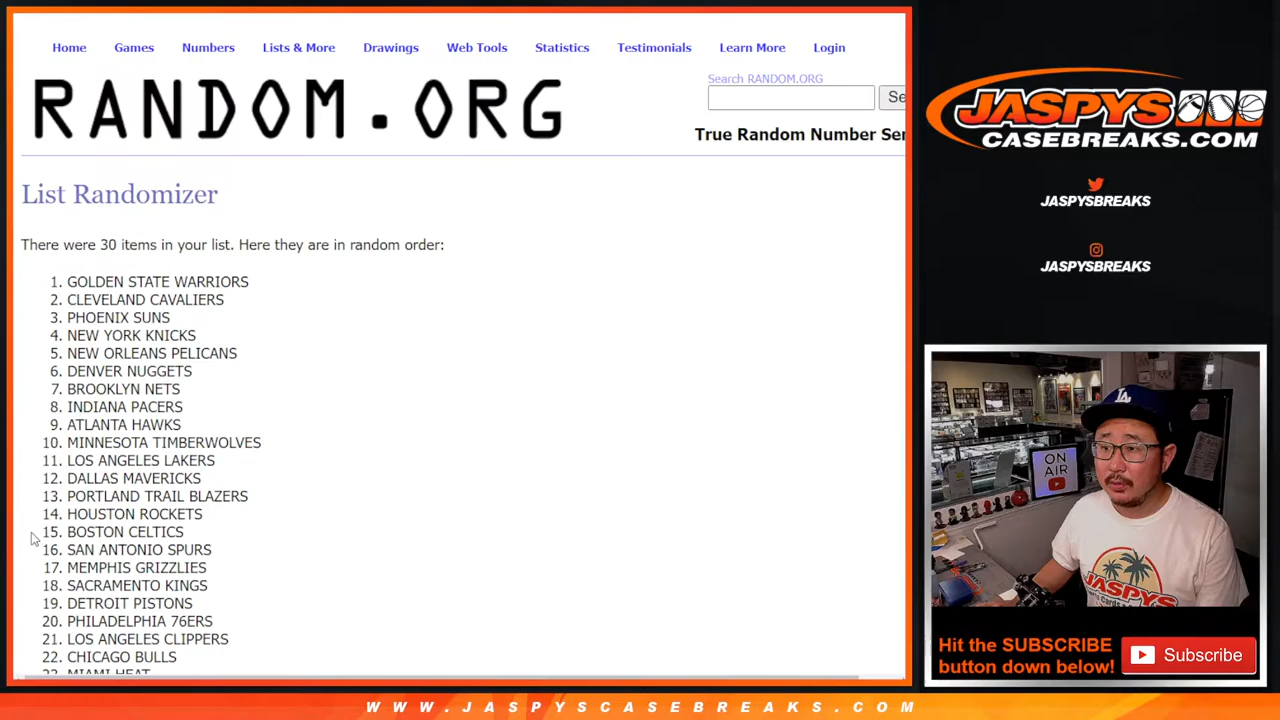 Home Games Numbers Lists & More Drawings Web Tools Statistics Testimonials Learn More Login
RANDOM.ORG
Search RANDOM.ORG
Se
True Random Number Ser
List Randomizer
There were 30 items in your list. Here they are in random order:
1. GOLDEN STATE WARRIORS
2. CLEVELAND CAVALIERS
3. PHOENIX SUNS
4. NEW YORK KNICKS
5. NEW ORLEANS PELICANS
6. DENVER NUGGETS
7. BROOKLYN NETS
8. INDIANA PACERS
9. ATLANTA HAWKS
10. MINNESOTA TIMBERWOLVES
11. LOS ANGELES LAKERS
12. DALLAS MAVERICKS
13. PORTLAND TRAIL BLAZERS
14. HOUSTON ROCKETS
15. BOSTON CELTICS
16. SAN ANTONIO SPURS
17. MEMPHIS GRIZZLIES
18. SACRAMENTO KINGS
19. DETROIT PISTONS
20. PHILADELPHIA 76ERS
21. LOS ANGELES CLIPPERS
22. CHICAGO BULLS
23. MIAMI HEAT
JASPYS
CASEBREAKS.COM
JASPYSBREAKS
JASPYSBREAKS
LA
ON
AIR
JASPYS
Hit the SUBSCRIBE
button down below!
Subscribe
WWW.JASPYSCASEBREAKS.COM